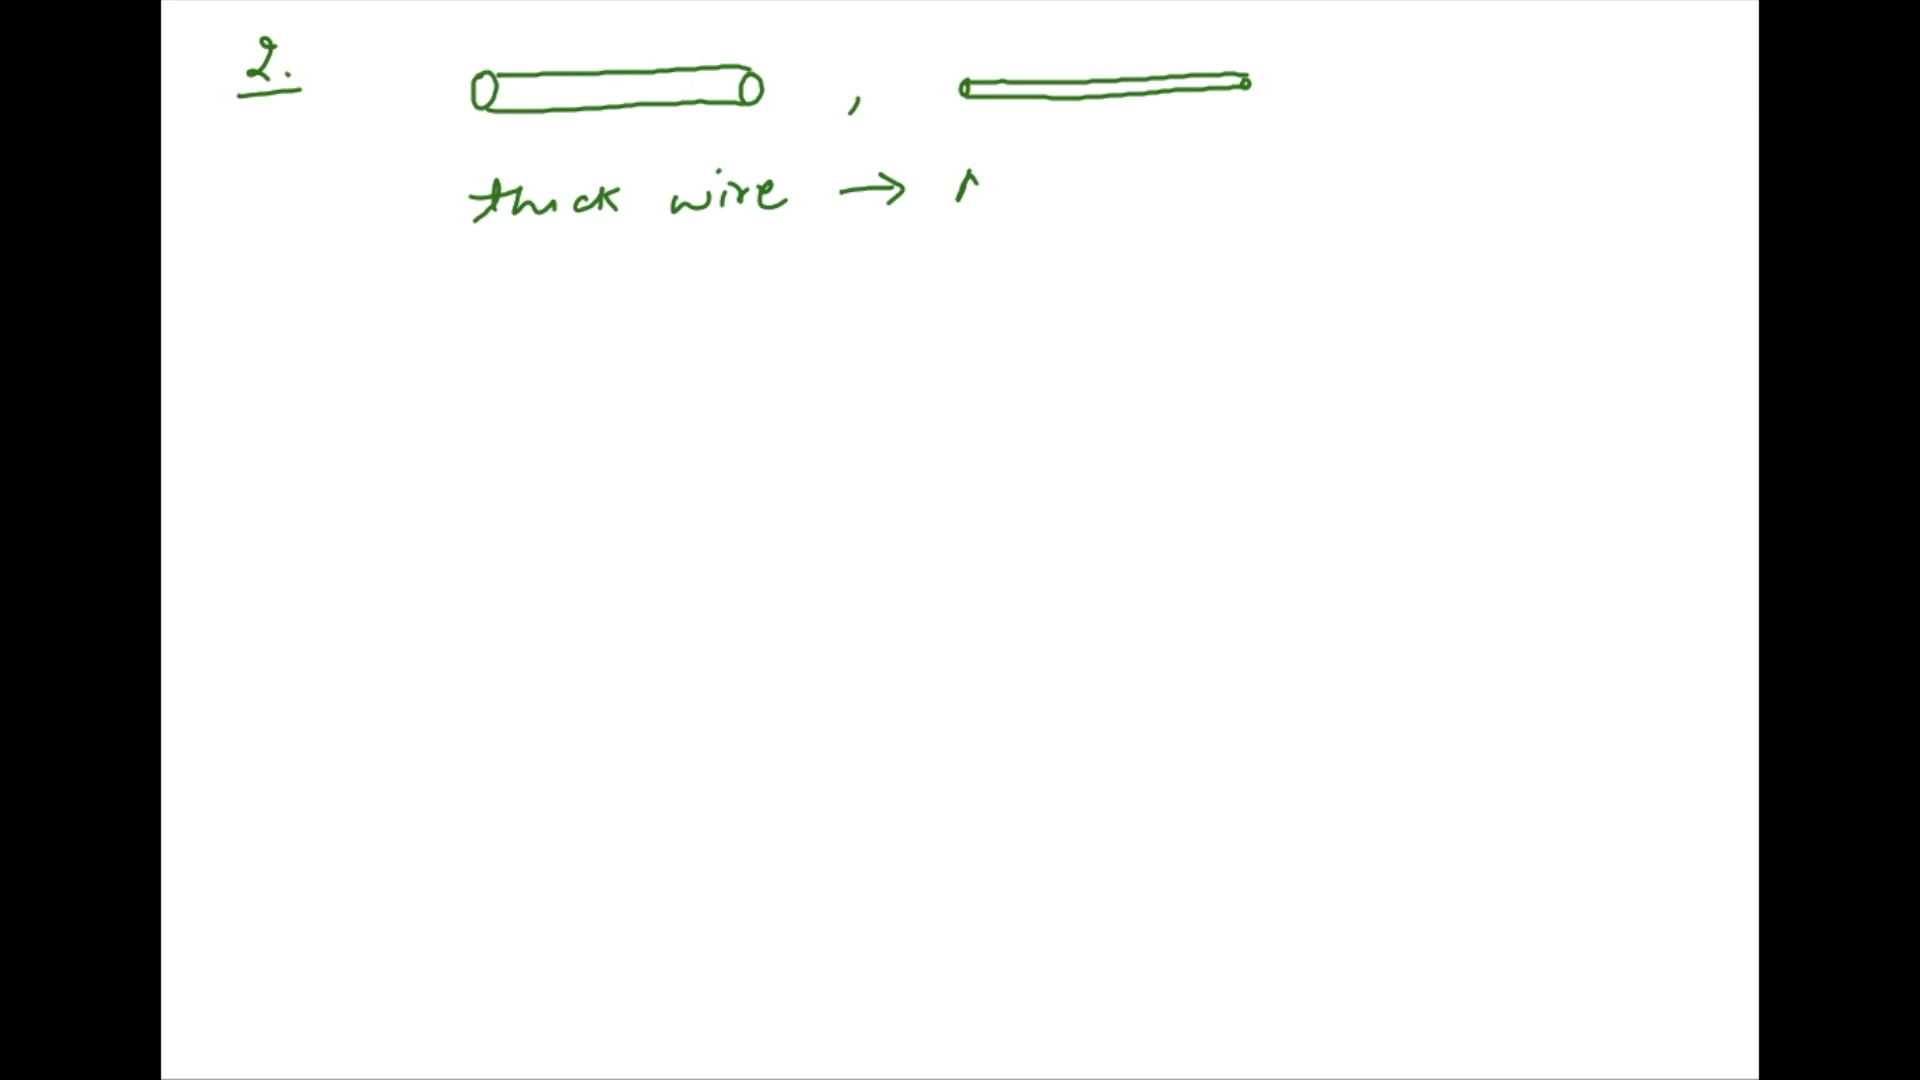 2.
,
thick wire →